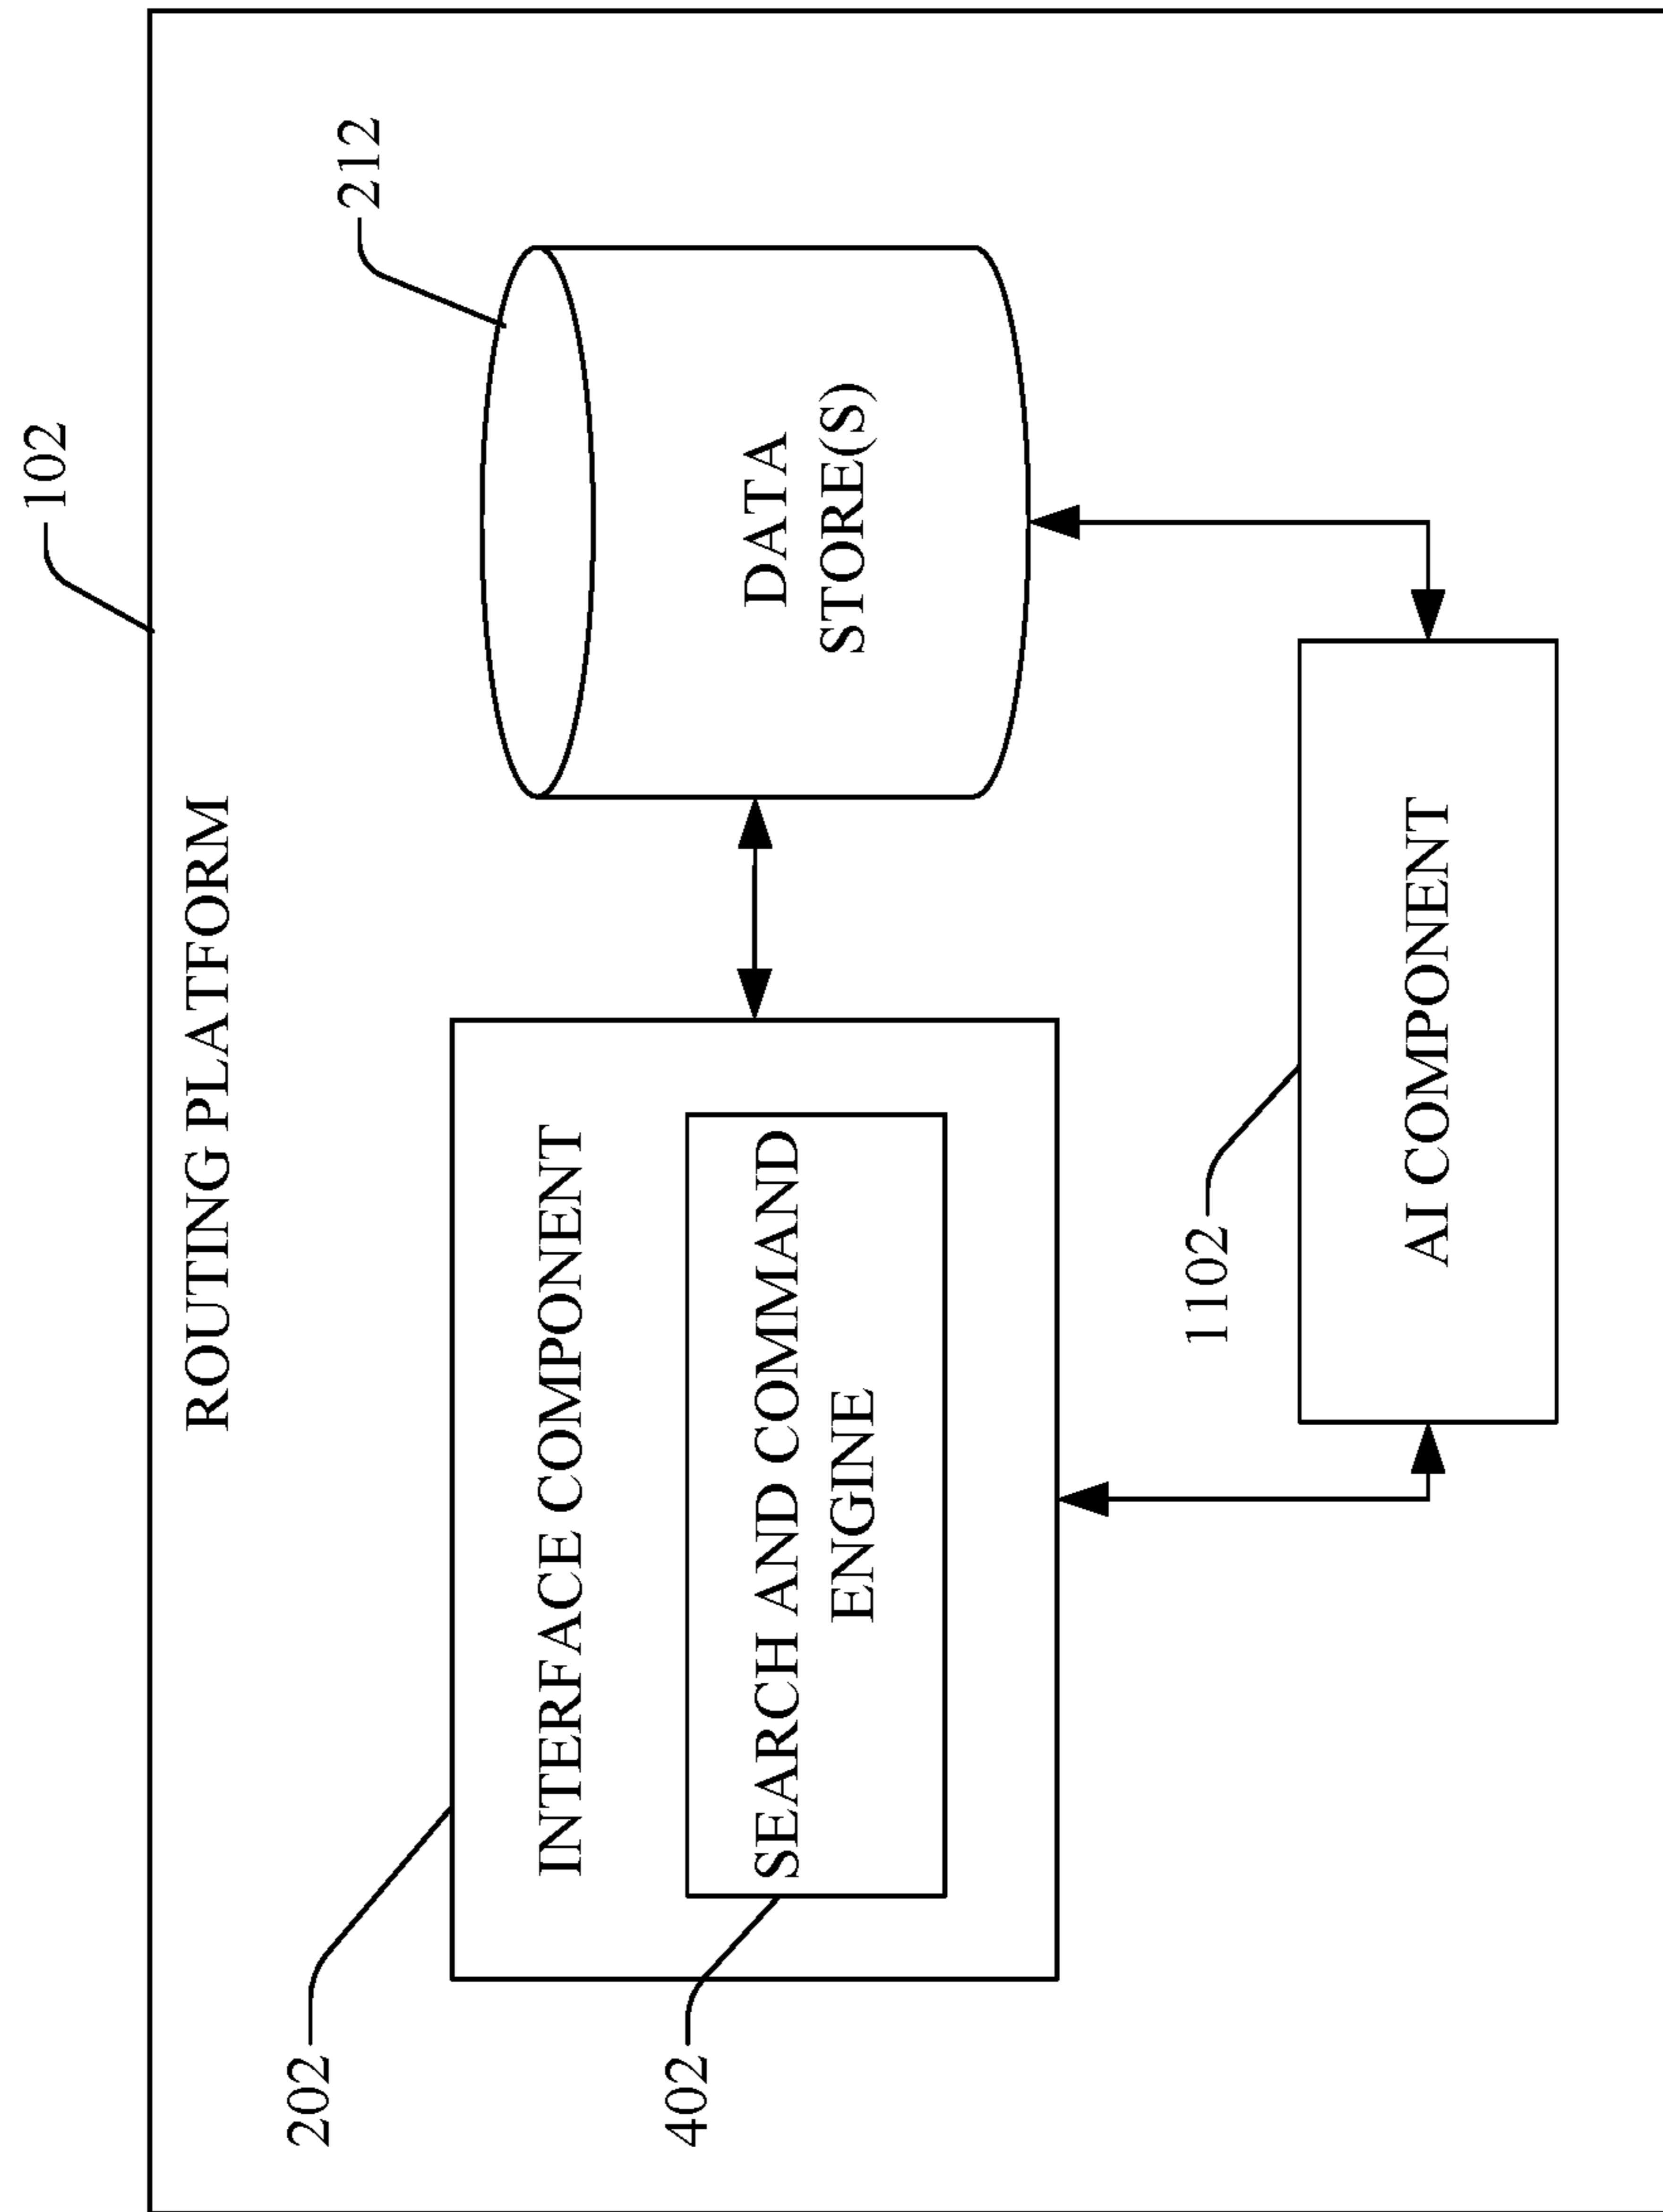 102
ROUTING PLATFORM
202
INTERFACE COMPONENT
212
402
SEARCH AND COMMAND
ENGINE
DATA
STORE(S)
1102
AI COMPONENT